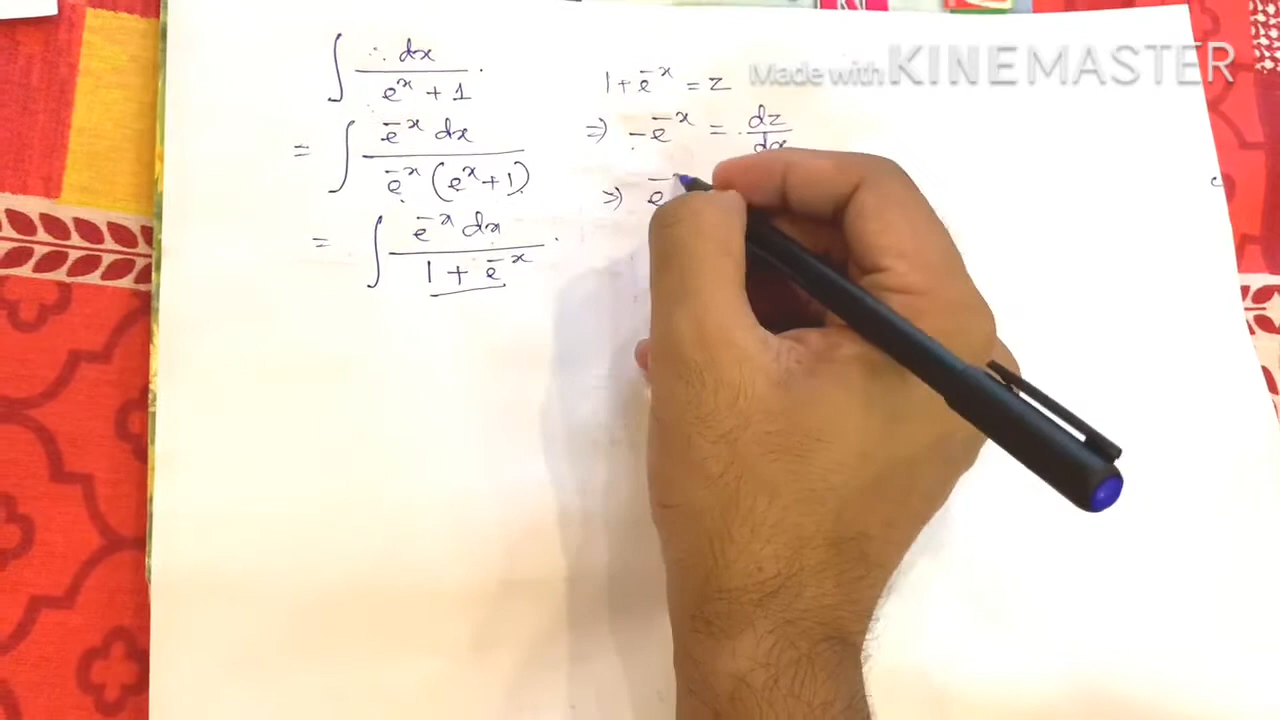 ∫ dx / (e^x + 1)
= ∫ e^-x dx / (e^-x (e^x + 1))
= ∫ e^-x dx / (1 + e^-x)
1 + e^-x = z
⇒ -e^-x = dz/dx
⇒ e^-
Made with KINEMASTER